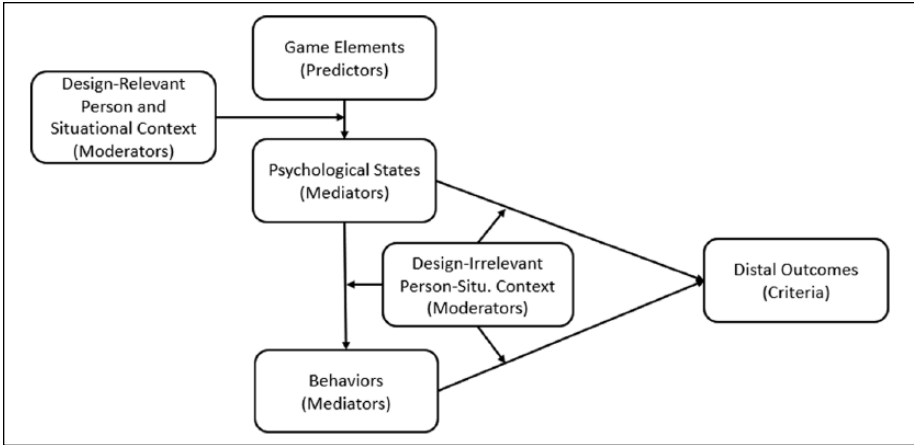 Game Elements
(Predictors)
Design-Relevant
Person and
Situational Context
(Moderators)
Psychological States
(Mediators)
Design-Irrelevant
Person-Situ. Context
(Moderators)
Distal Outcomes
(Criteria)
Behaviors
(Mediators)